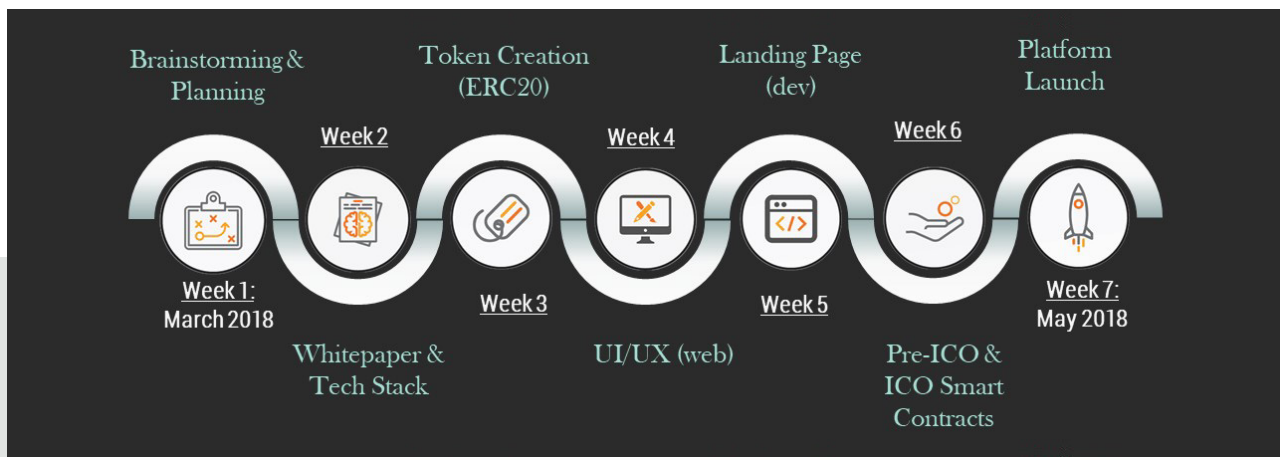 Brainstorming &
Planning
Week 1:
March 2018
Week 2
Whitepaper &
Tech Stack
Token Creation
(ERC20)
Week 3
Week 4
UI/UX (web)
Landing Page
(dev)
Week 5
Week 6
Pre-ICO &
ICO Smart
Contracts
Platform
Launch
Week 7:
May 2018